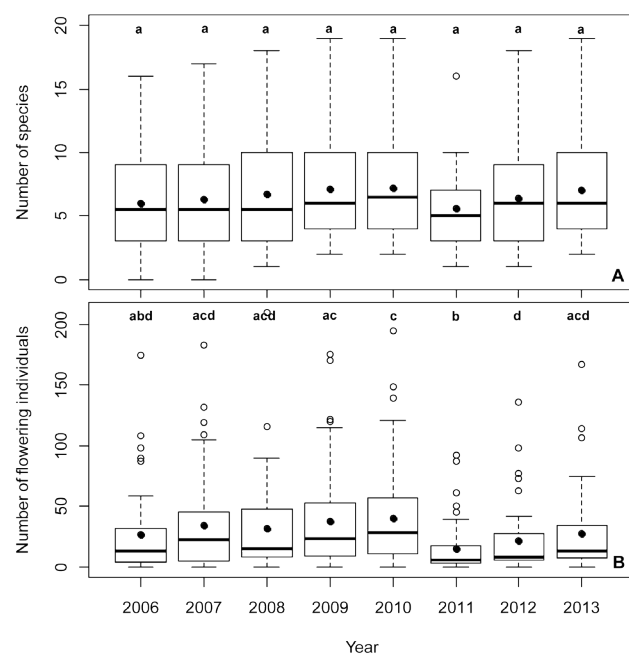 20
a a a a a a a a
15
10
5
0
Number of species
A
abd acd acd ac c b d acd
200
150
100
50
0
Number of flowering individuals
B
2006 2007 2008 2009 2010 2011 2012 2013
Year